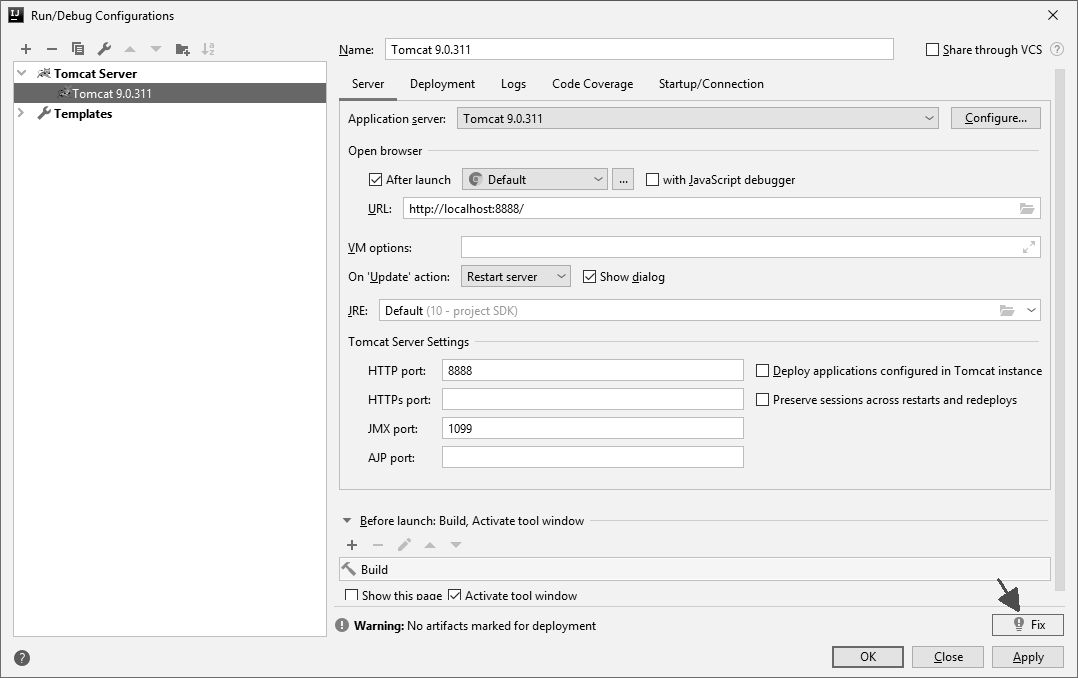 IJ Run/Debug Configurations
Tomcat Server
Tomcat 9.0.311
Templates
Name: Tomcat 9.0.311 Share through VCS ?
Server Deployment Logs Code Coverage Startup/Connection
Application server: Tomcat 9.0.311 Configure...
Open browser
After launch Default ... with JavaScript debugger
URL: http://localhost:8888/
VM options:
On 'Update' action: Restart server Show dialog
JRE: Default (10 - project SDK)
Tomcat Server Settings
HTTP port: 8888 Deploy applications configured in Tomcat instance
HTTPs port: Preserve sessions across restarts and redeploys
JMX port: 1099
AJP port:
Before launch: Build, Activate tool window
Build
Show this page Activate tool window
Warning: No artifacts marked for deployment Fix
? OK Close Apply